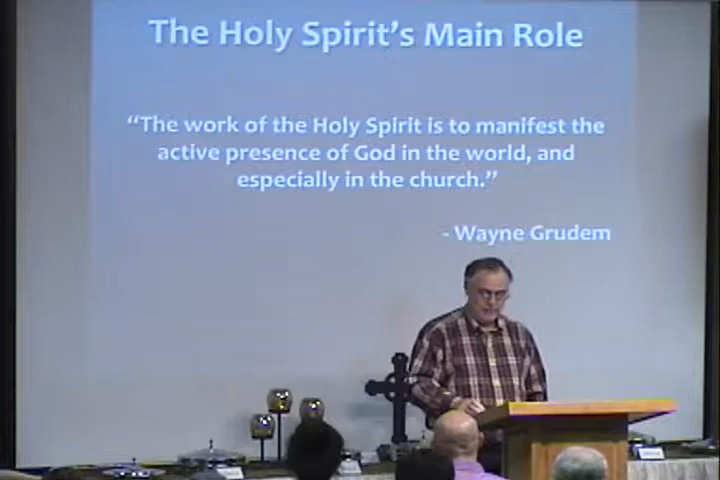 The Holy Spirit's Main Role
“The work of the Holy Spirit is to manifest the
active presence of God in the world, and
especially in the church.”
- Wayne Grudem